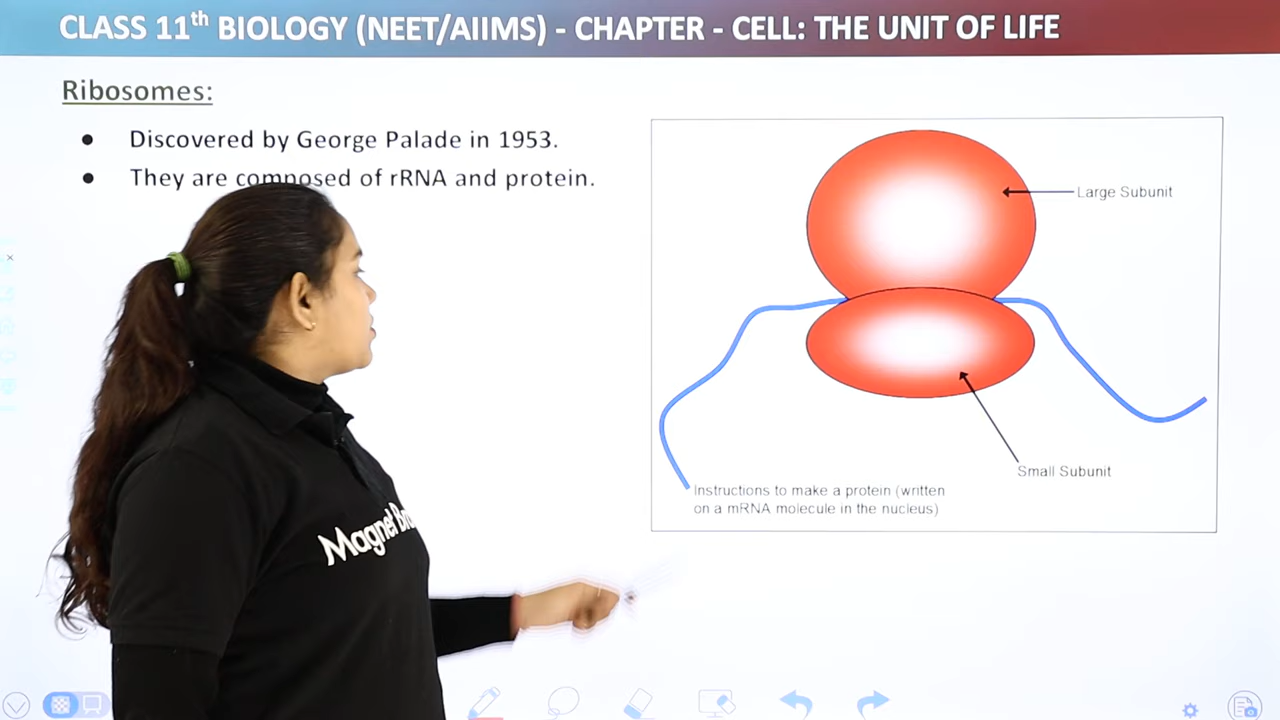 CLASS 11th BIOLOGY (NEET/AIIMS) - CHAPTER - CELL: THE UNIT OF LIFE
Ribosomes:
● Discovered by George Palade in 1953.
● They are composed of rRNA and protein.
Large Subunit
Small Subunit
Instructions to make a protein (written
on a mRNA molecule in the nucleus)
Magnet